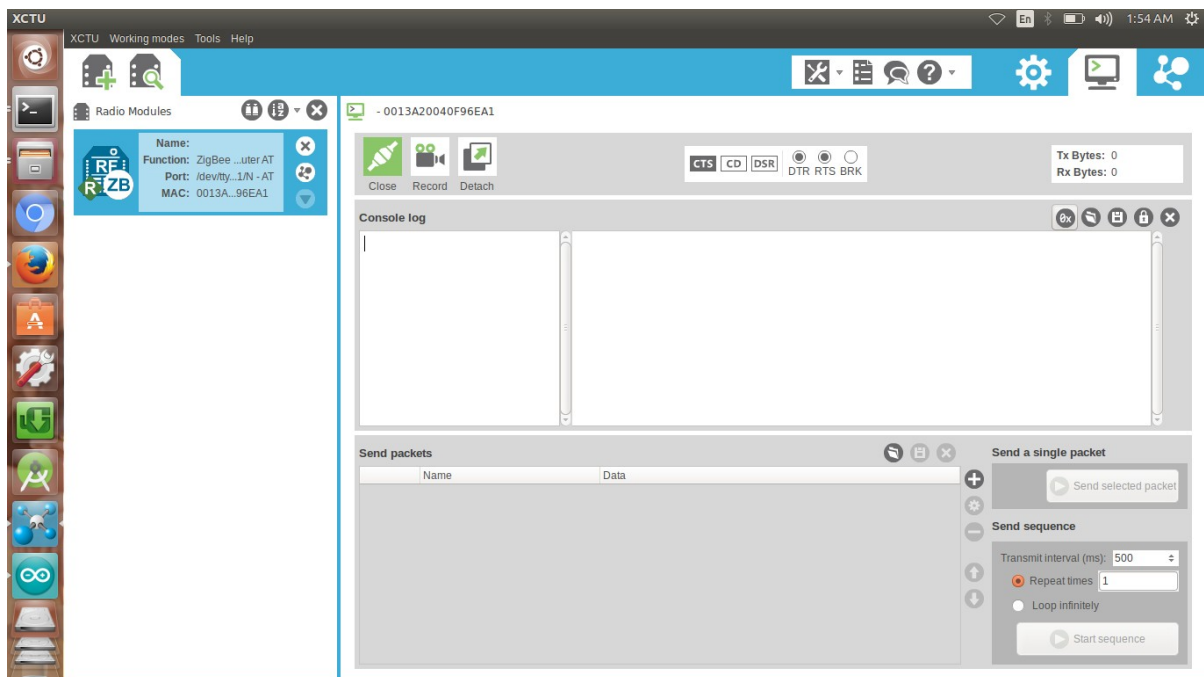 XCTU
En
1:54 AM
XCTU Working modes Tools Help
Radio Modules
- 0013A20040F96EA1
Name:
Function: ZigBee ...uter AT
Port: /dev/tty...1/N - AT
MAC: 0013A...96EA1
RF
R ZB
Close Record Detach
CTS CD DSR
DTR RTS BRK
Tx Bytes: 0
Rx Bytes: 0
Console log
0x
Send packets
Name Data
Send a single packet
Send selected packet
Send sequence
Transmit interval (ms): 500
Repeat times 1
Loop infinitely
Start sequence